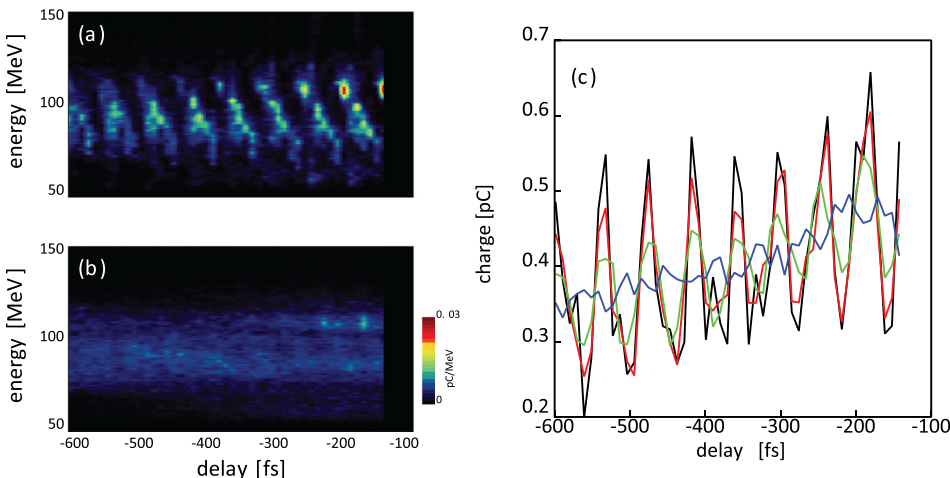 150
(a)
100
50
energy [MeV]
150
(b)
100
50
energy [MeV]
0. 03
pC/MeV
0
-600 -500 -400 -300 -200 -100
delay [fs]
0.7
(c)
0.6
0.5
0.4
0.3
0.2
charge [pC]
-600 -500 -400 -300 -200 -100
delay [fs]